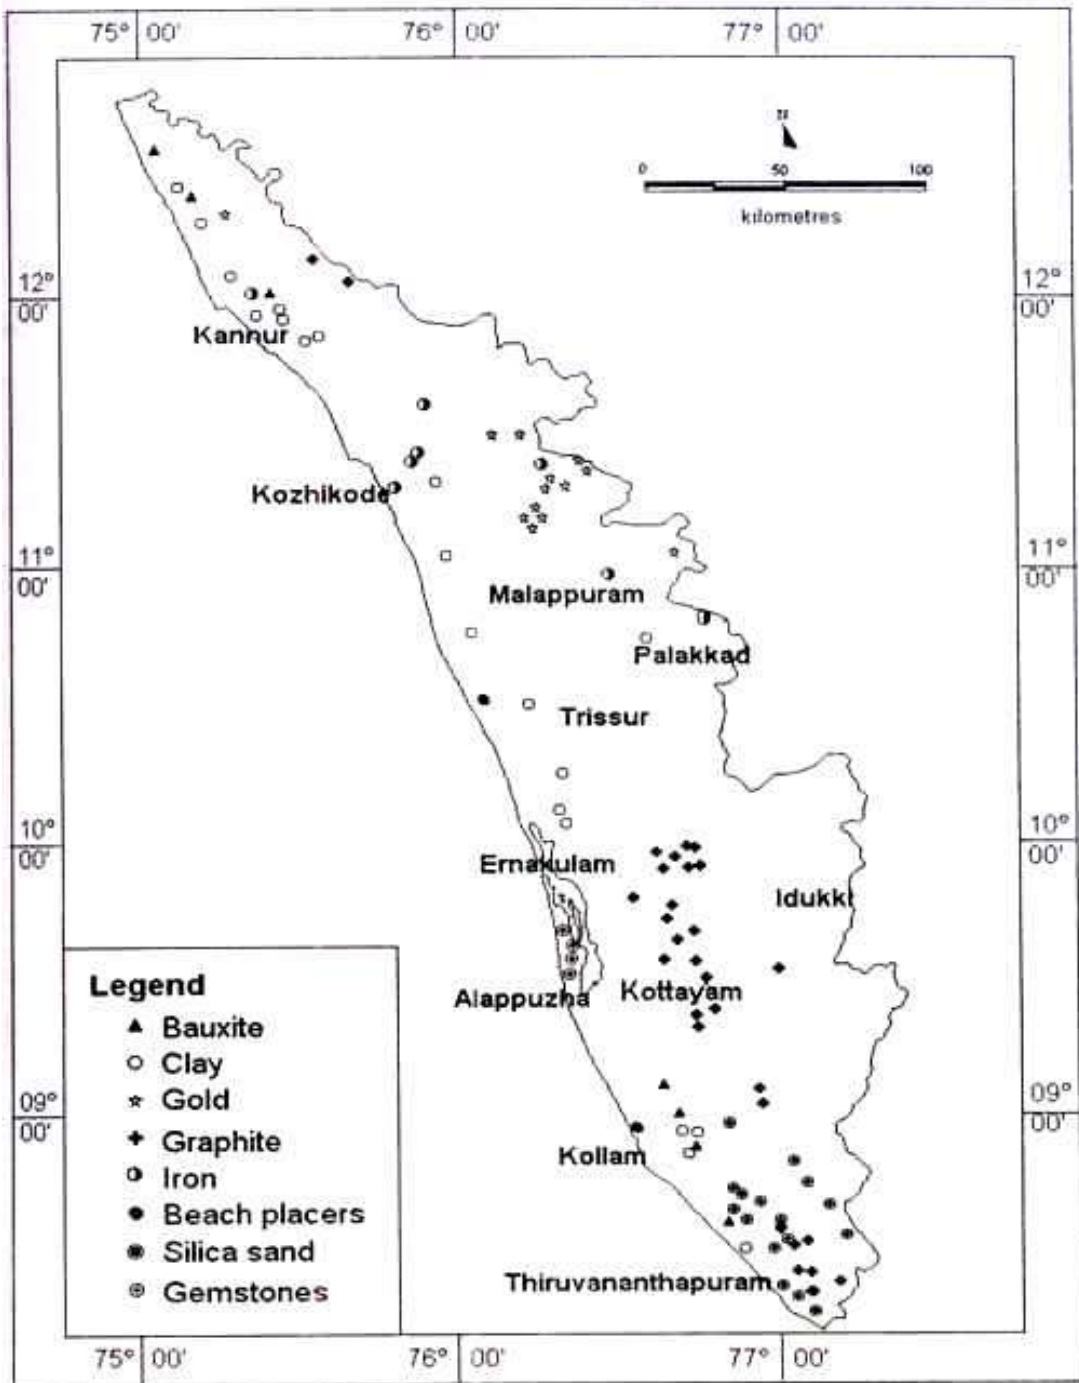 75° 00' 76° 00' 77° 00'
N
0 50 100
kilometres
12° 00' 12° 00'
Kannur
Kozhikode
11° 00' 11° 00'
Malappuram
Palakkad
Trissur
10° 00' 10° 00'
Ernakulam
Idukki
Alappuzha
Kottayam
Legend
Bauxite
Clay
Gold
Graphite
Iron
Beach placers
Silica sand
Gemstones
09° 00' 09° 00'
Kollam
Thiruvananthapuram
75° 00' 76° 00' 77° 00'